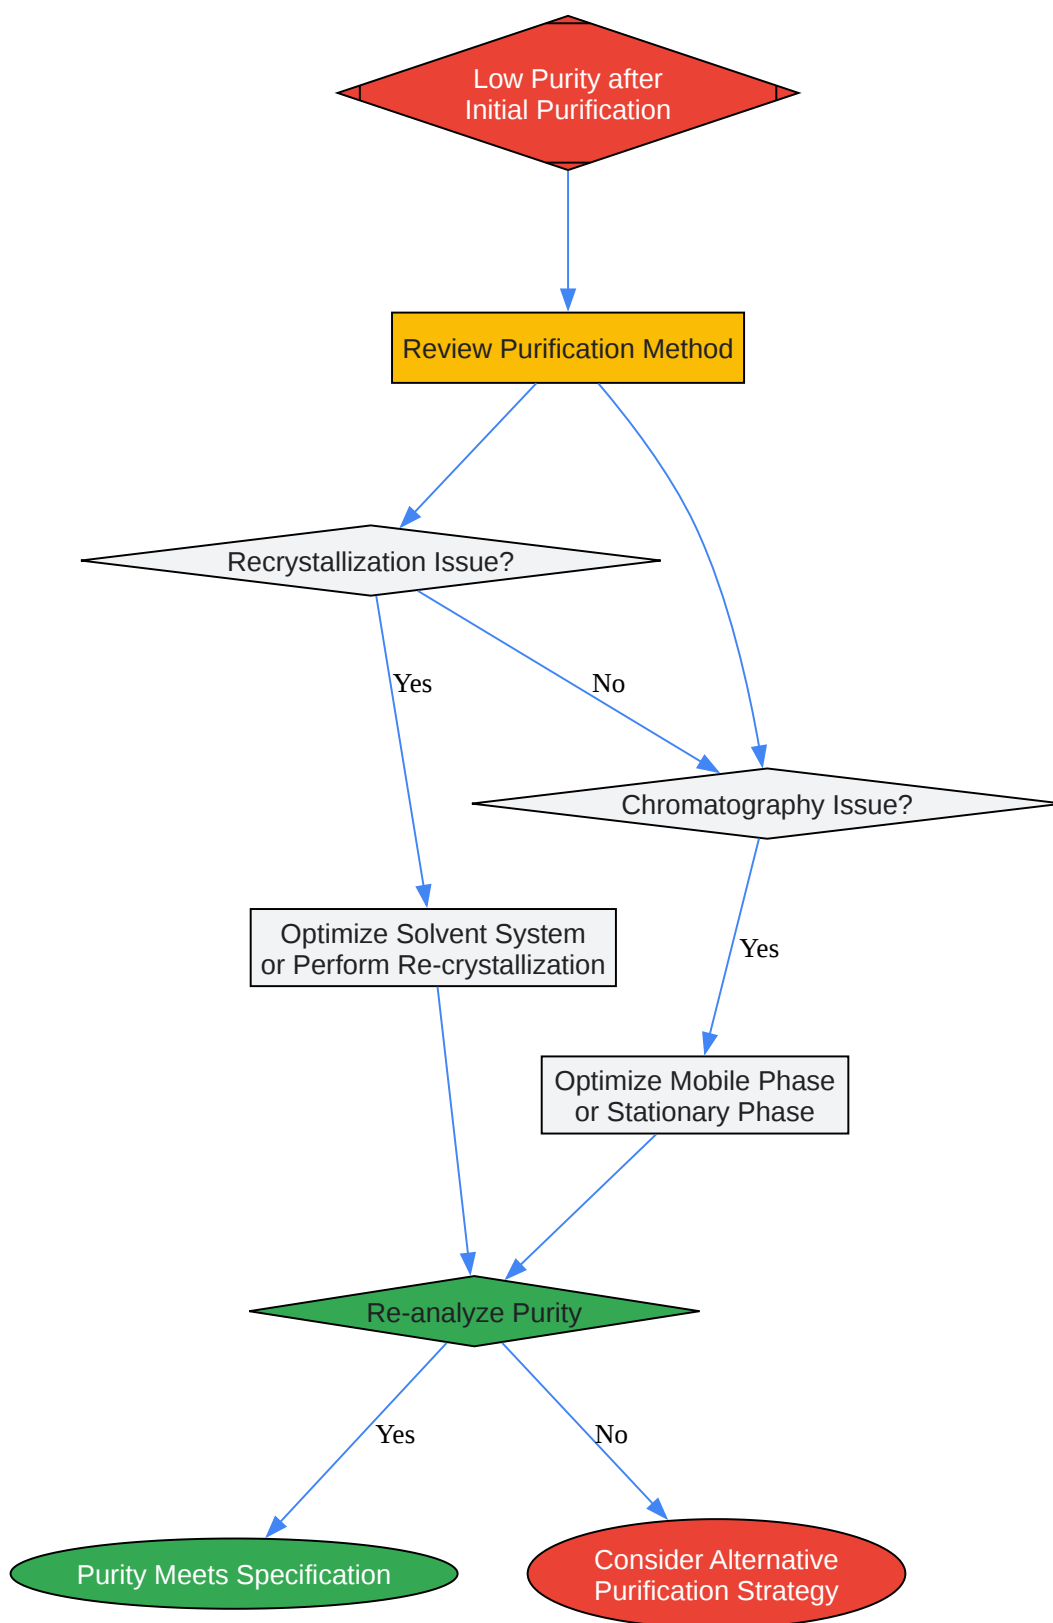 Low Purity after
Initial Purification
Review Purification Method
Recrystallization Issue?
Yes
No
Chromatography Issue?
Optimize Solvent System
or Perform Re-crystallization
Yes
Optimize Mobile Phase
or Stationary Phase
Re-analyze Purity
Yes
No
Purity Meets Specification
Consider Alternative
Purification Strategy